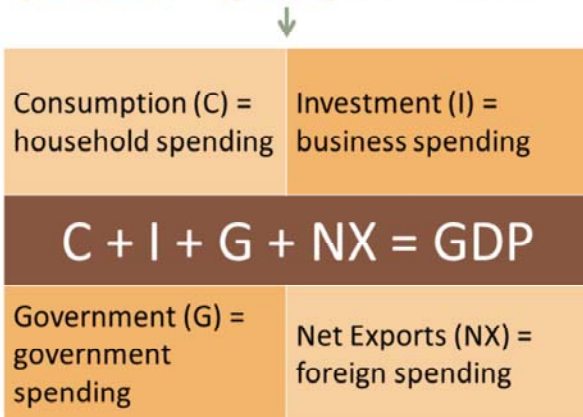 Consumption (C) =
household spending
Investment (I) =
business spending
C + I + G + NX = GDP
Government (G) =
government
spending
Net Exports (NX) =
foreign spending